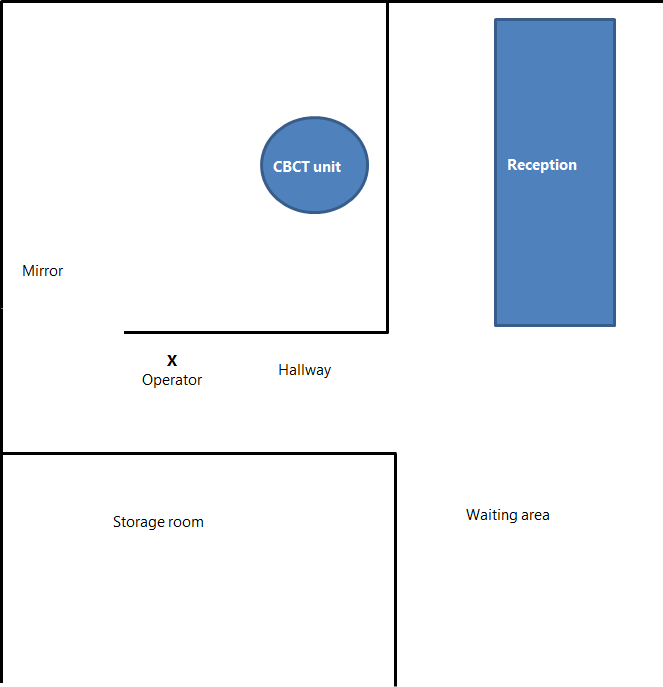 CBCT unit
Reception
Mirror
X
Operator
Hallway
Storage room
Waiting area